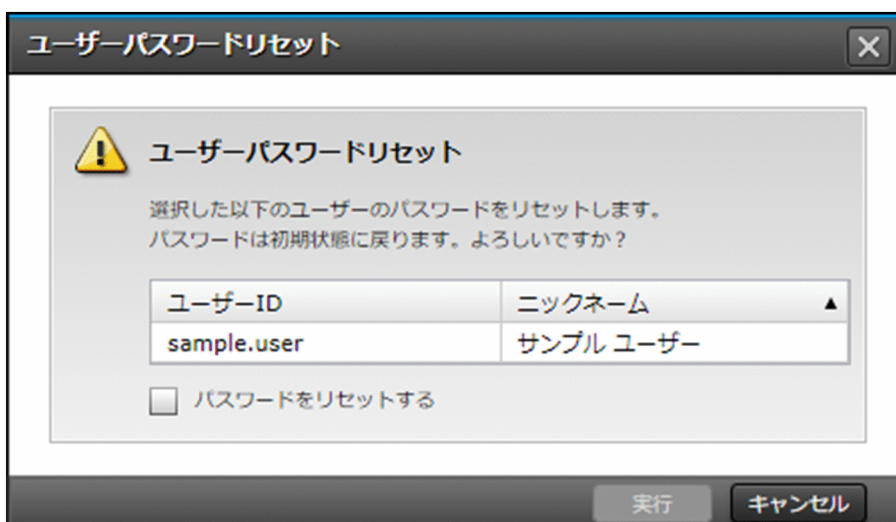 ユーザーパスワードリセット
ユーザーパスワードリセット
選択した以下のユーザーのパスワードをリセットします。
パスワードは初期状態に戻ります。よろしいですか？
ユーザーID ニックネーム ▲
sample.user サンプル ユーザー
パスワードをリセットする
実行 キャンセル